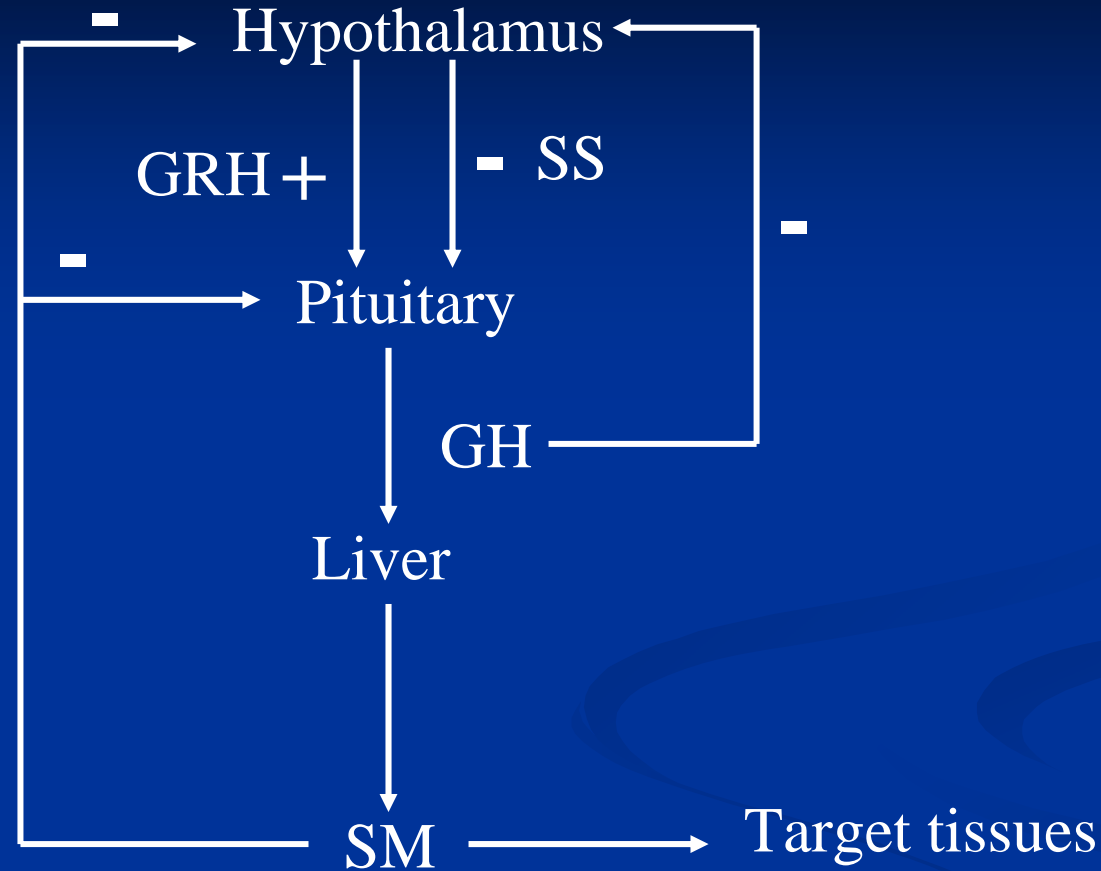 -
Hypothalamus
GRH +
- SS
-
-
Pituitary
GH
Liver
SM
Target tissues